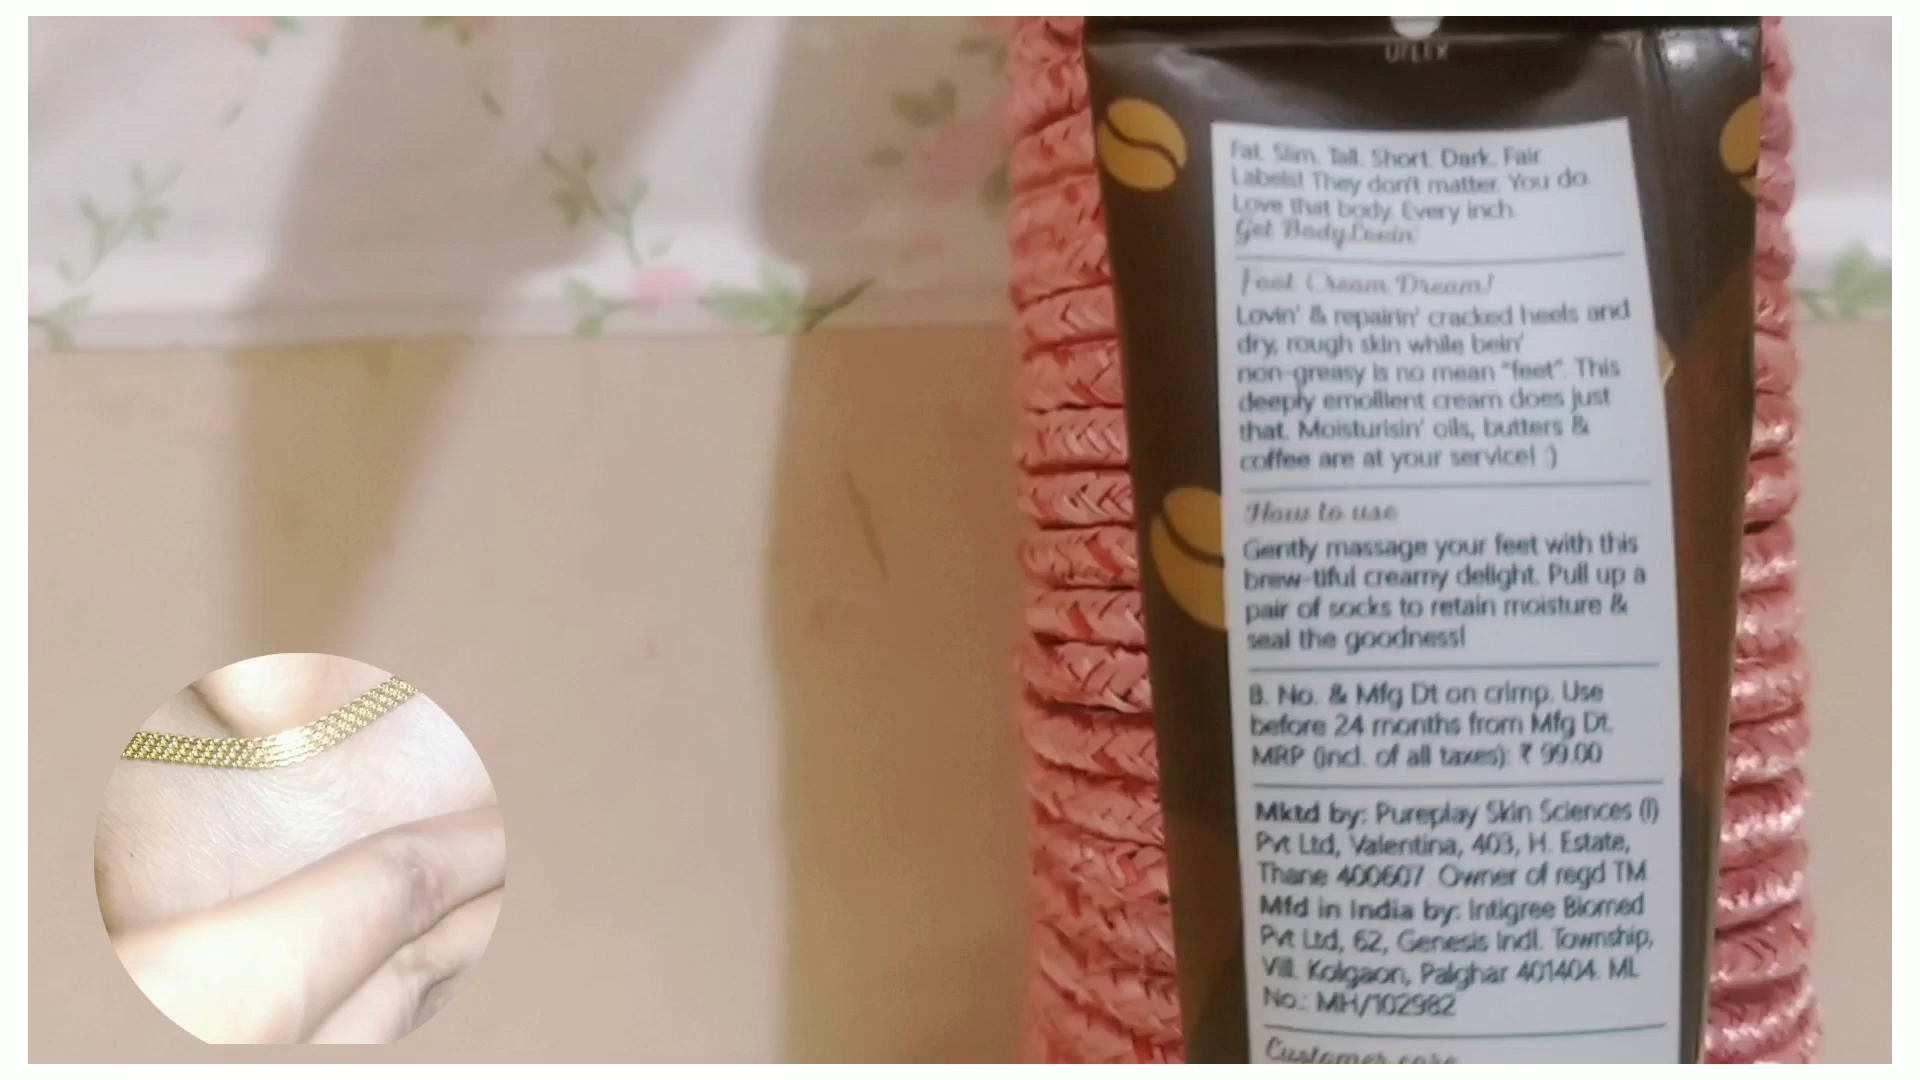 UFLEX
Fat. Slim. Tall. Short. Dark. Fair.
Labels! They don't matter. You do.
Love that body. Every inch.
Get BodyLovin'
Foot Cream Dream!
Lovin' & repairin' cracked heels and
dry, rough skin while bein'
non-greasy is no mean "feet". This
deeply emollient cream does just
that. Moisturisin' oils, butters &
coffee are at your service! :)
How to use
Gently massage your feet with this
brew-tiful creamy delight. Pull up a
pair of socks to retain moisture &
seal the goodness!
B. No. & Mfg Dt on crimp. Use
before 24 months from Mfg Dt.
MRP (incl. of all taxes): ₹ 99.00
Mktd by: Pureplay Skin Sciences (I)
Pvt Ltd, Valentina, 403, H. Estate,
Thane 400607 Owner of regd TM
Mfd in India by: Intigree Biomed
Pvt Ltd, 62, Genesis Indl. Township,
Vill. Kolgaon, Palghar 401404. ML
No.: MH/102982
Customer care